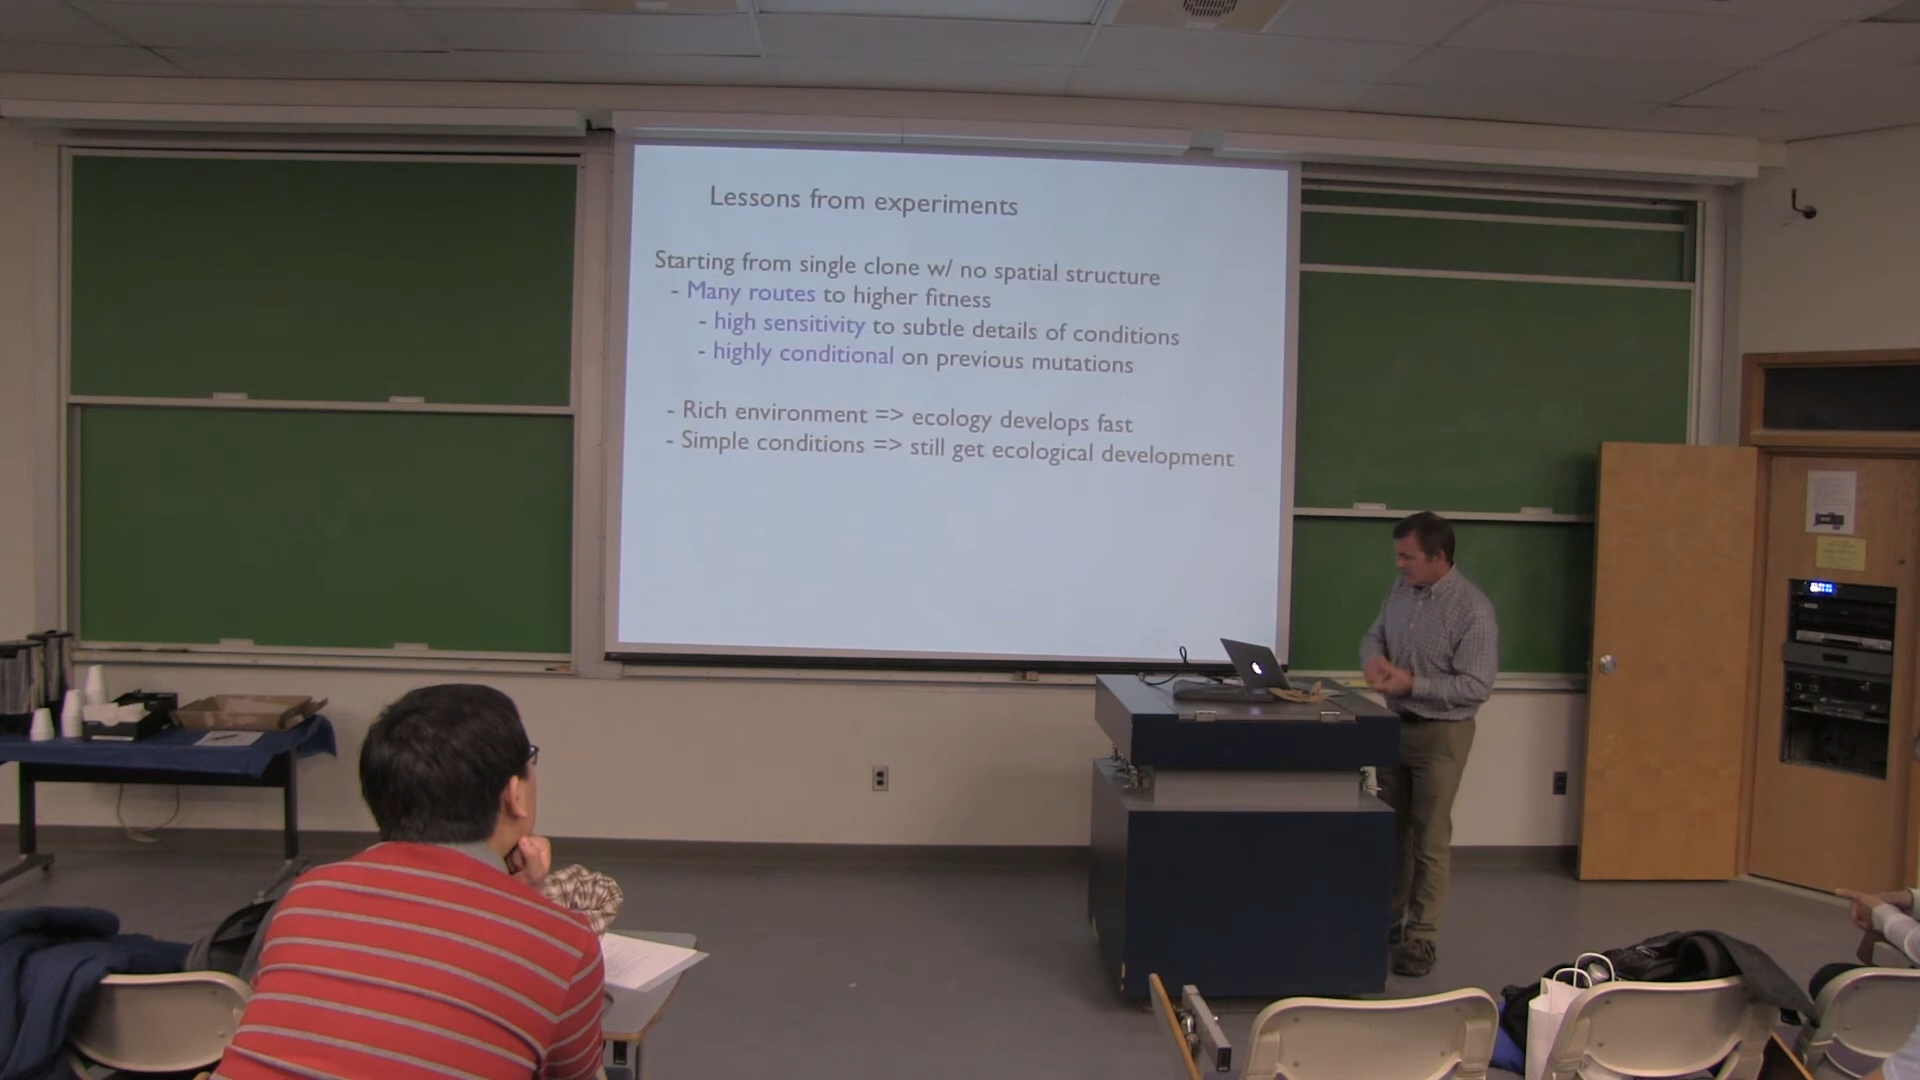 Lessons from experiments
Starting from single clone w/ no spatial structure
- Many routes to higher fitness
- high sensitivity to subtle details of conditions
- highly conditional on previous mutations
- Rich environment => ecology develops fast
- Simple conditions => still get ecological development